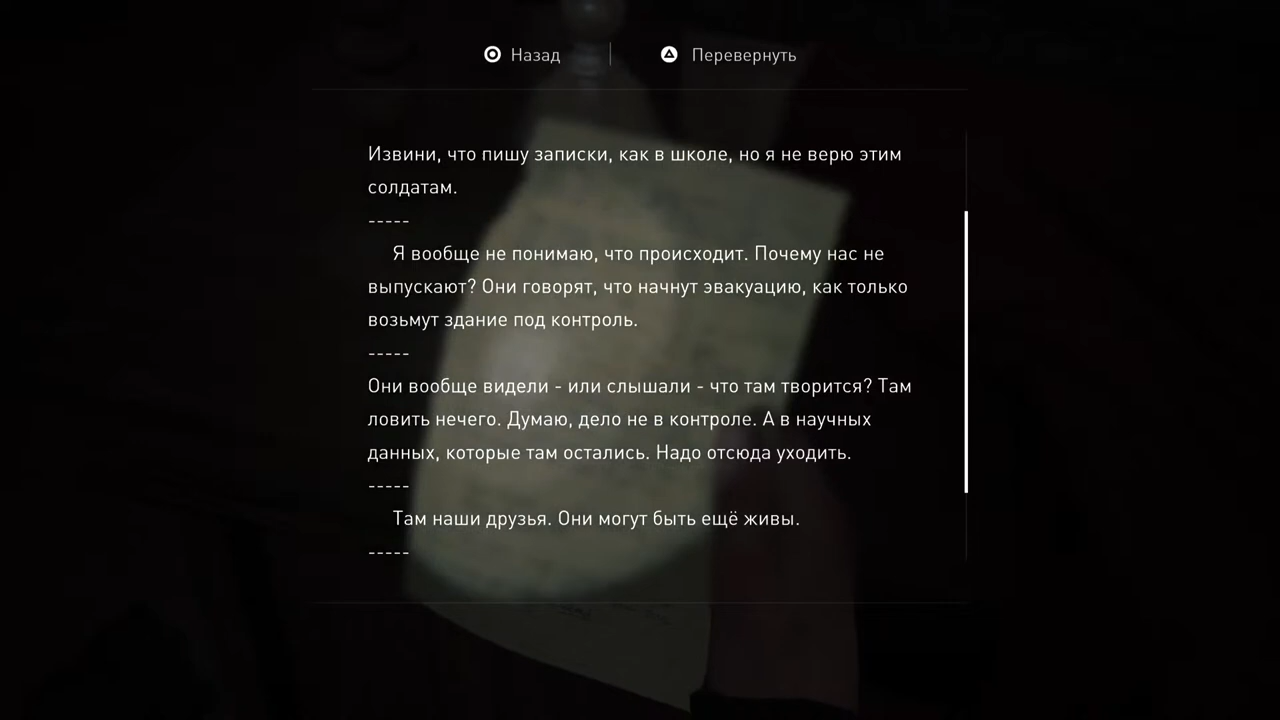 Назад
Перевернуть
Извини, что пишу записки, как в школе, но я не верю этим
солдатам.
-----
Я вообще не понимаю, что происходит. Почему нас не
выпускают? Они говорят, что начнут эвакуацию, как только
возьмут здание под контроль.
-----
Они вообще видели - или слышали - что там творится? Там
ловить нечего. Думаю, дело не в контроле. А в научных
данных, которые там остались. Надо отсюда уходить.
-----
Там наши друзья. Они могут быть ещё живы.
-----